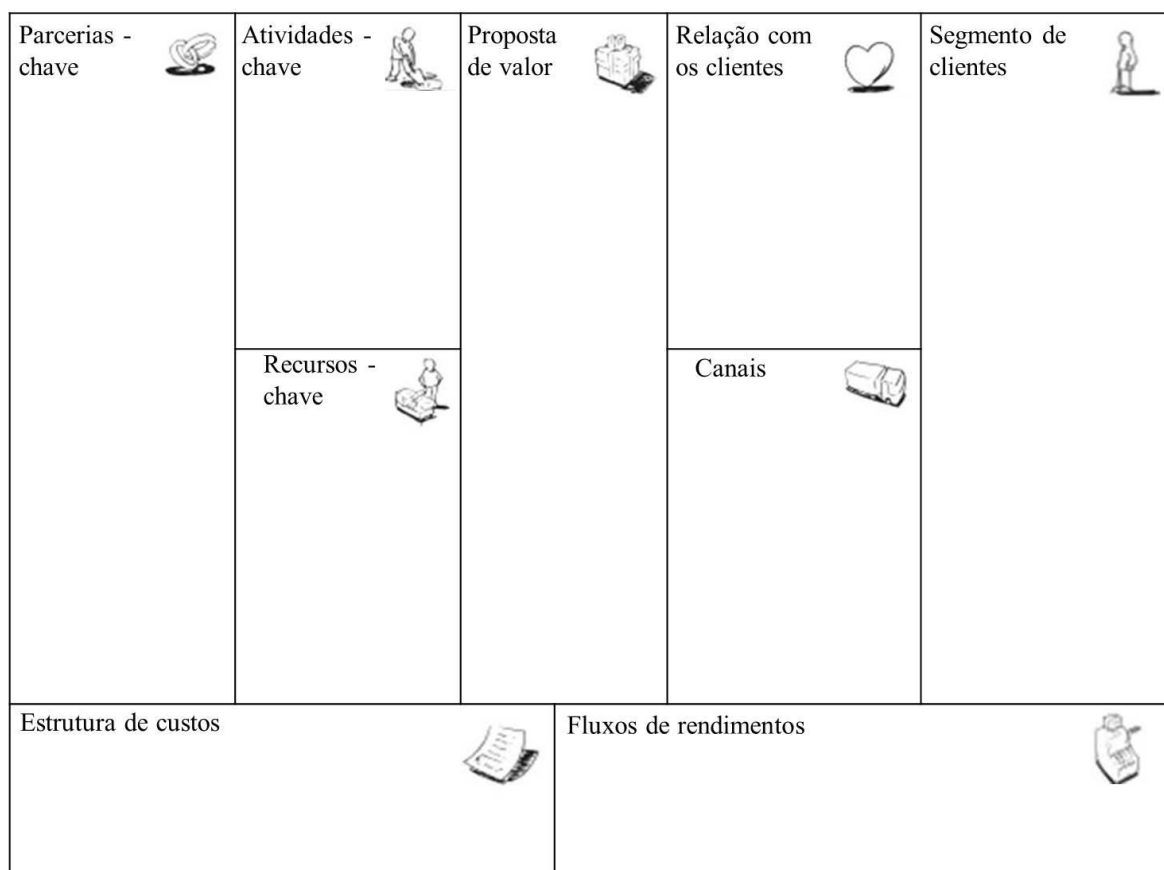 Parcerias -
chave
Atividades -
chave
Proposta
de valor
Relação com
os clientes
Segmento de
clientes
Recursos -
chave
Canais
Estrutura de custos
Fluxos de rendimentos